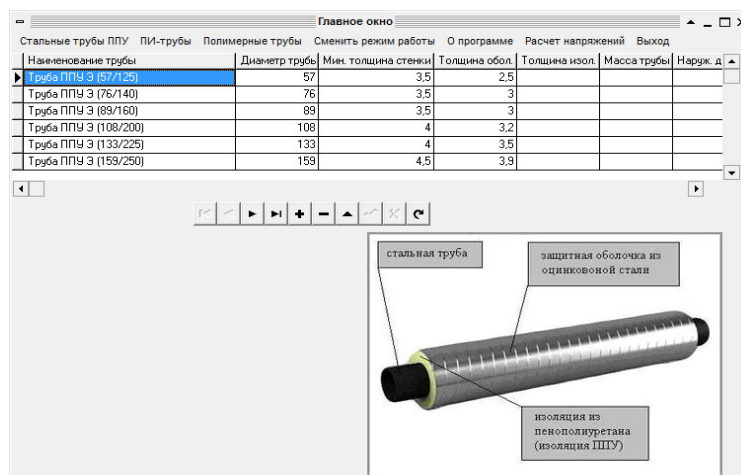 Главное окно
Стальные трубы ППУ ПИ-трубы Полимерные трубы Сменить режим работы О программе Расчет напряжений Выход
Наименование трубы Диаметр трубы Мин. толщина стенки Толщина обол. Толщина изол. Масса трубы Наруж. д
Труба ППУ Э (57/125) 57 3,5 2,5
Труба ППУ Э (76/140) 76 3,5 3
Труба ППУ Э (89/160) 89 3,5 3
Труба ППУ Э (108/200) 108 4 3,2
Труба ППУ Э (133/225) 133 4 3,5
Труба ППУ Э (159/250) 159 4,5 3,9
стальная труба
защитная оболочка из
оцинковоной стали
изоляция из
пенополиуретана
(изоляция ППУ)